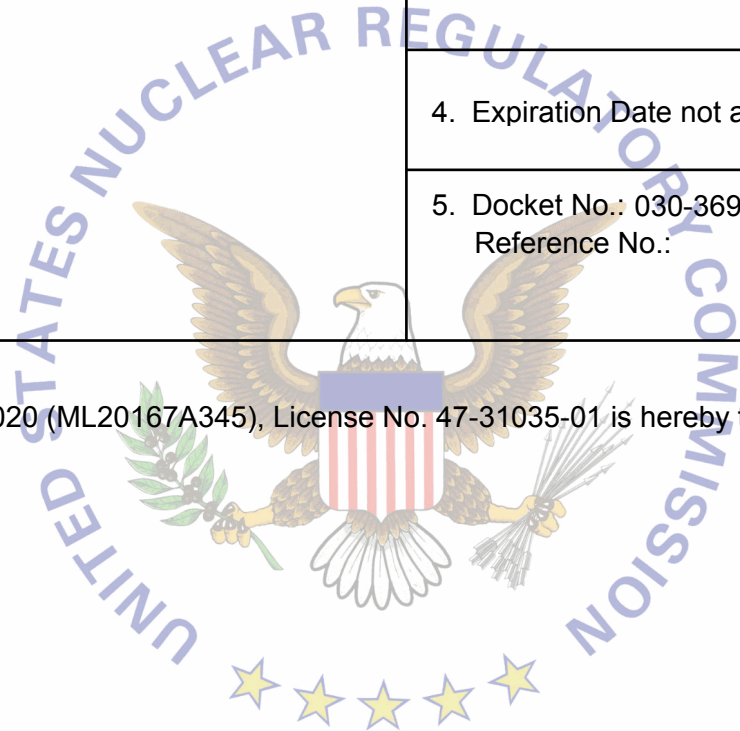 UNITED STATES NUCLEAR REGULATORY COMMISSION
4. Expiration Date not
5. Docket No.: 030-369
Reference No.:
020 (ML20167A345), License No. 47-31035-01 is hereby